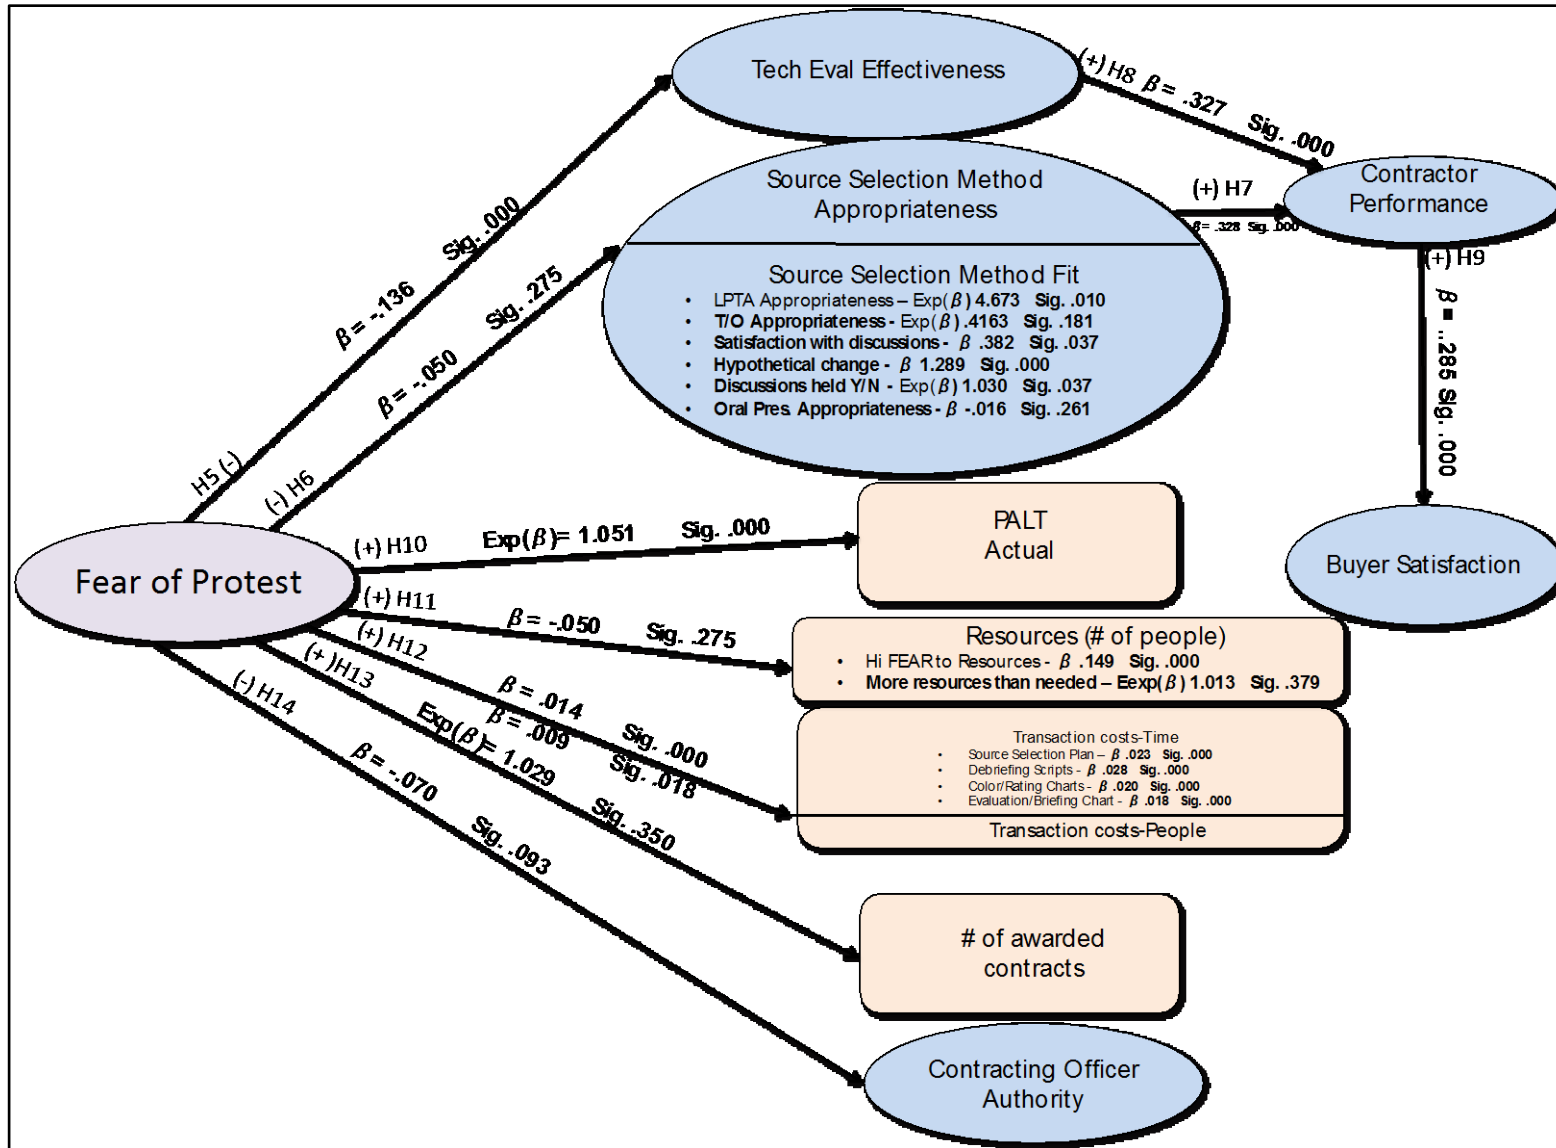 Tech Eval Effectiveness
(+) H8 β = .327 Sig. .000
Source Selection Method
Appropriateness
(+) H7
β= .328 Sig. .000
Contractor
Performance
(+) H9
β = ..285 Sig. .000
Buyer Satisfaction
Source Selection Method Fit
• LPTA Appropriateness – Exp(β) 4.673 Sig. .010
• T/O Appropriateness - Exp(β) .4163 Sig. .181
• Satisfaction with discussions - β .382 Sig. .037
• Hypothetical change - β 1.289 Sig. .000
• Discussions held Y/N - Exp(β) 1.030 Sig. .037
• Oral Pres. Appropriateness - β -.016 Sig. .261
H5 (-) β = -.136 Sig. .000
(-) H6 β = -.050 Sig. .275
Fear of Protest
(+) H10 Exp(β)= 1.051 Sig. .000
PALT
Actual
(+) H11 β = -.050 Sig. .275
Resources (# of people)
• Hi FEAR to Resources - β .149 Sig. .000
• More resources than needed – Eexp(β) 1.013 Sig. .379
(+) H12 β = .014 Sig. .000
β = .009 Sig. .018
Transaction costs-Time
• Source Selection Plan – β .023 Sig. .000
• Debriefing Scripts - β .028 Sig. .000
• Color/Rating Charts - β .020 Sig. .000
• Evaluation/Briefing Chart - β .018 Sig. .000
Transaction costs-People
(+ )H13 Exp(β)= 1.029 Sig. .350
# of awarded
contracts
(-) H14 β = -.070 Sig. .093
Contracting Officer
Authority